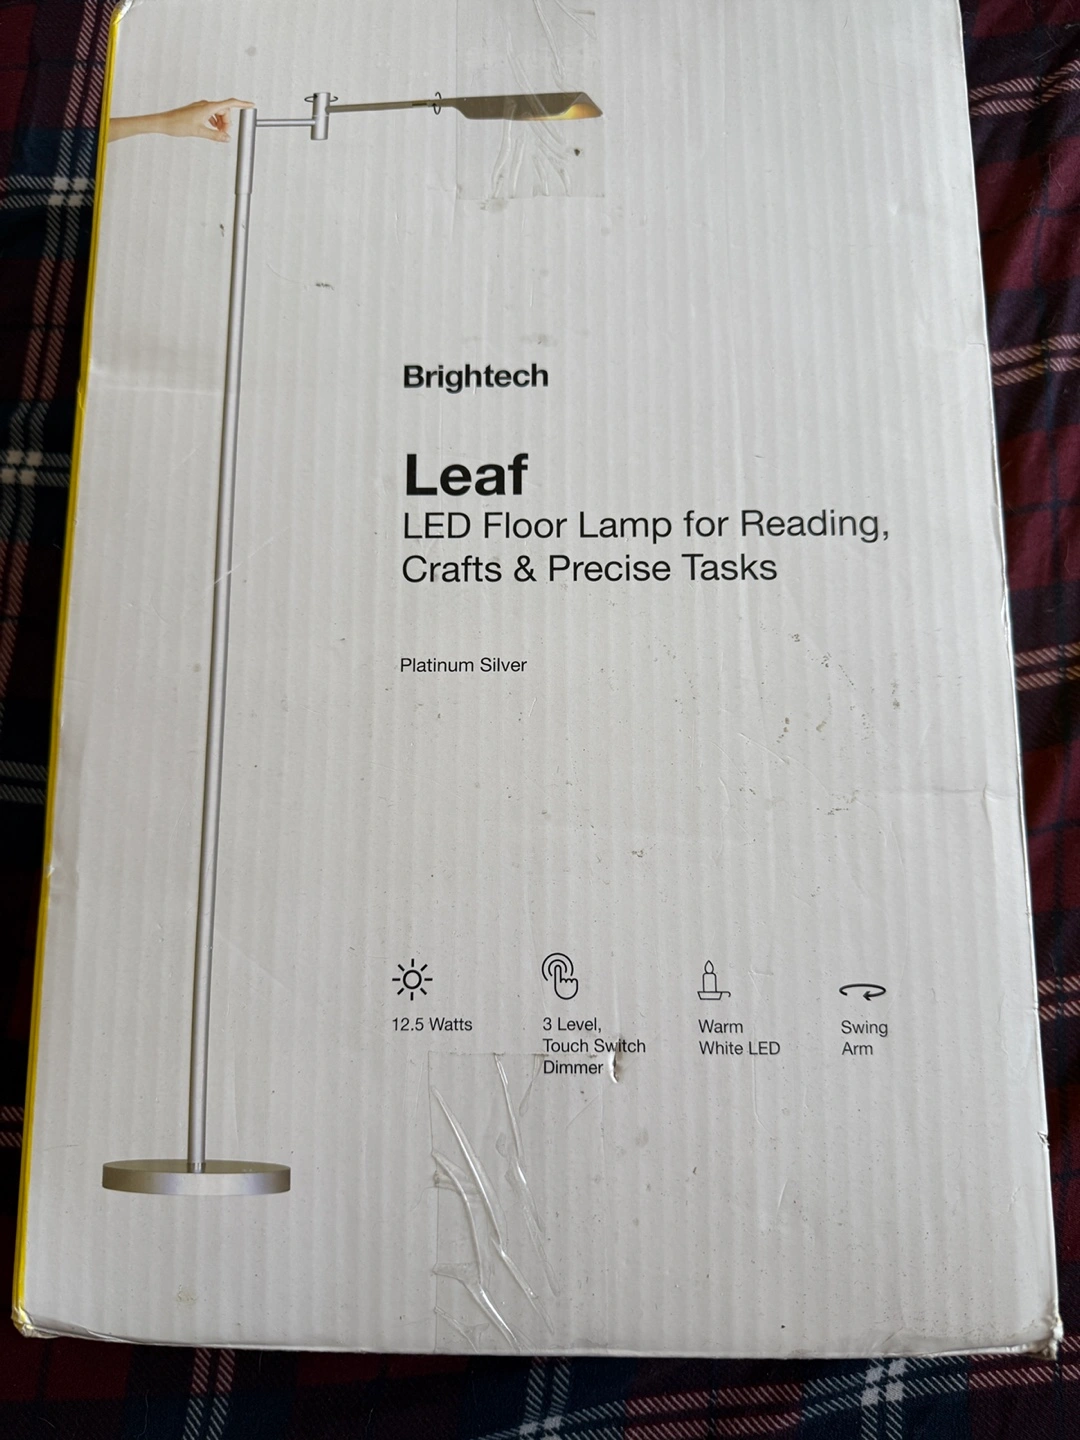 Brightech
Leaf
LED Floor Lamp for Reading,
Crafts & Precise Tasks
Platinum Silver
12.5 Watts
3 Level,
Touch Switch
Dimmer
Warm
White LED
Swing
Arm